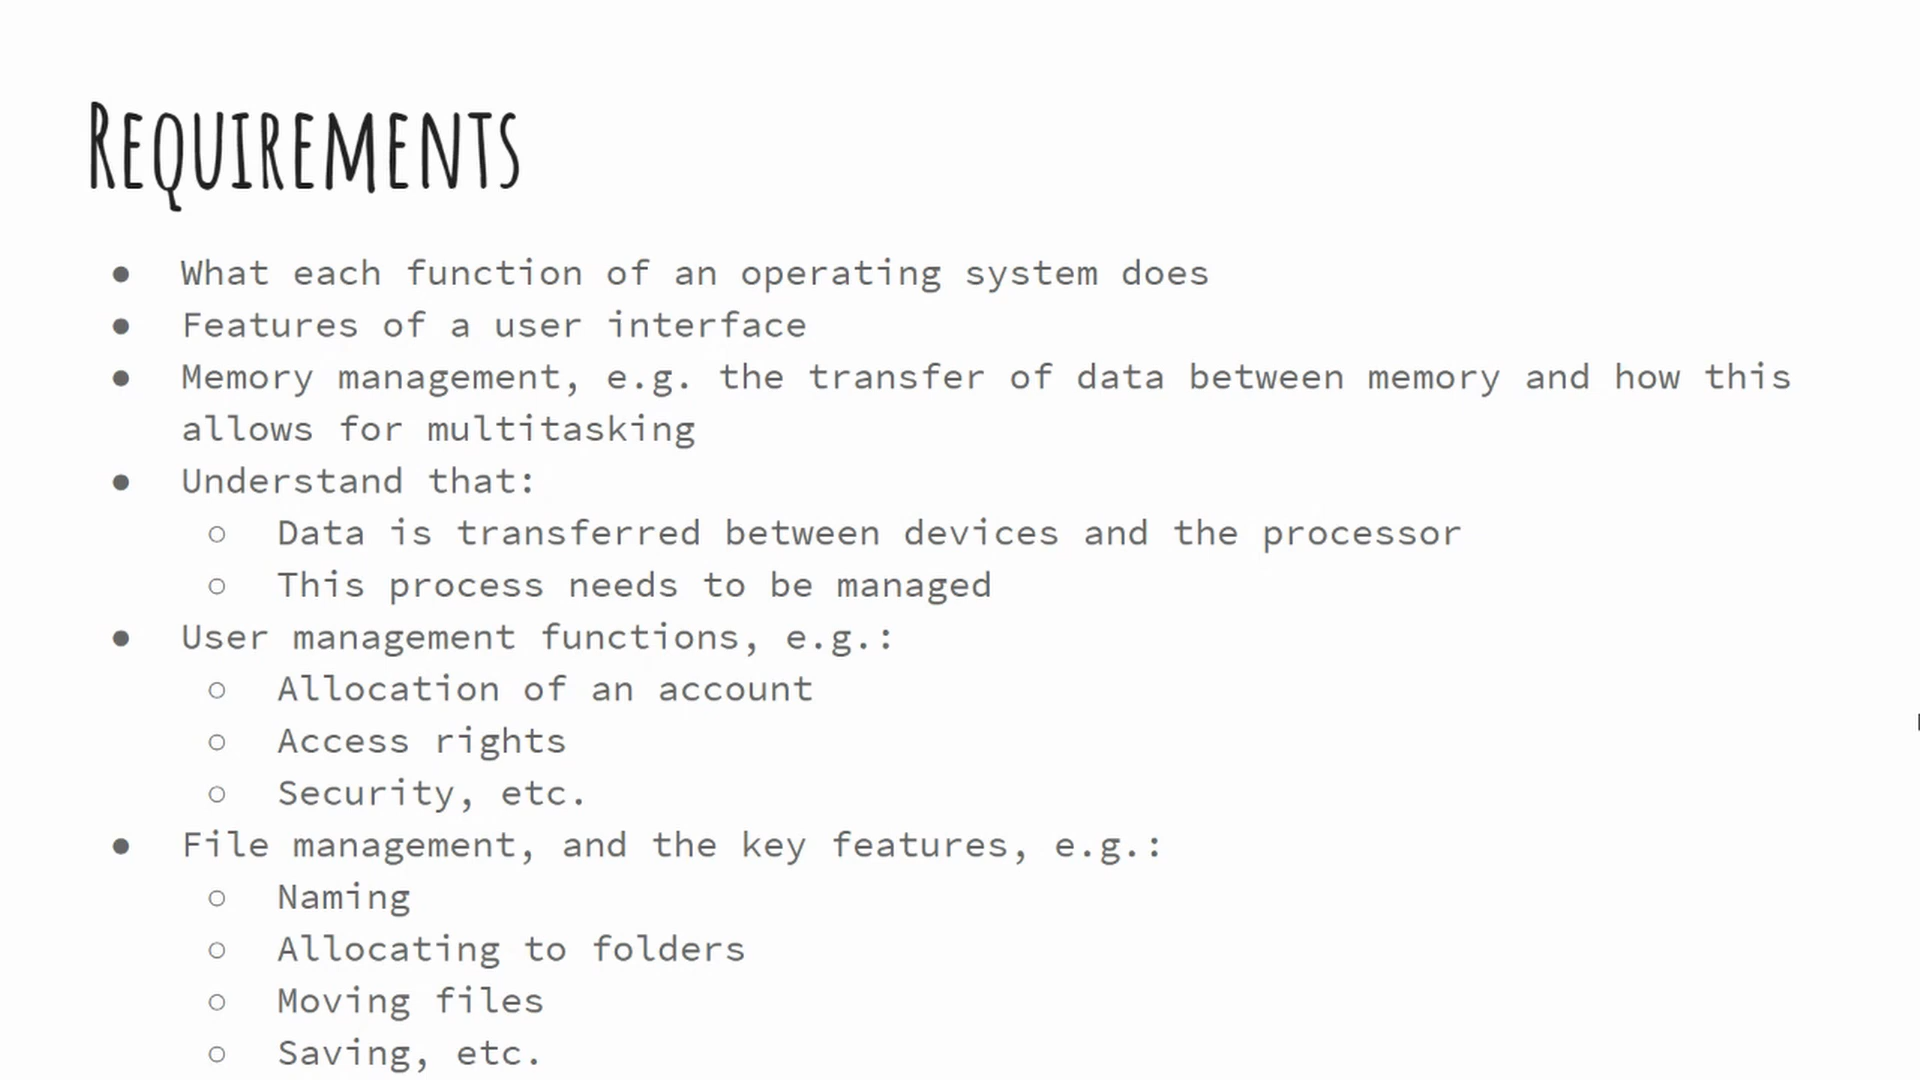 Requirements
● What each function of an operating system does
● Features of a user interface
● Memory management, e.g. the transfer of data between memory and how this
allows for multitasking
● Understand that:
○ Data is transferred between devices and the processor
○ This process needs to be managed
● User management functions, e.g.:
○ Allocation of an account
○ Access rights
○ Security, etc.
● File management, and the key features, e.g.:
○ Naming
○ Allocating to folders
○ Moving files
○ Saving, etc.